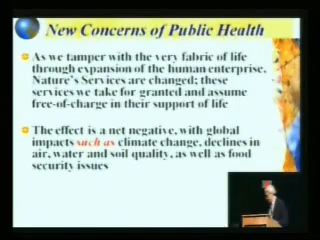 New Concerns of Public Health
As we tamper with the very fabric of life
through expansion of the human enterprise,
Nature's Services are changed; these
services we take for granted and assume
free-of-charge in their support of life
The effect is a net negative, with global
impacts such as climate change, declines in
air, water and soil quality, as well as food
security issues